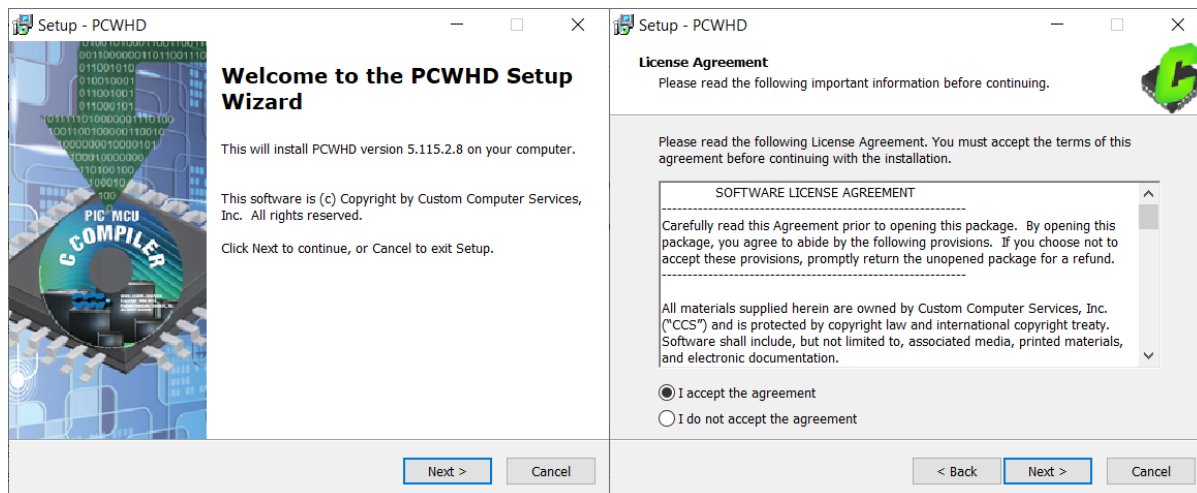 Setup - PCWHD
01001010001100110011
00110000001101100110
011001010
010010001
011001001
011000101
Welcome to the PCWHD Setup
Wizard
This will install PCWHD version 5.115.2.8 on your computer.
This software is (c) Copyright by Custom Computer Services,
Inc. All rights reserved.
Click Next to continue, or Cancel to exit Setup.
PIC MCU
C COMPILER
Next >
Cancel
Setup - PCWHD
License Agreement
Please read the following important information before continuing.
Please read the following License Agreement. You must accept the terms of this
agreement before continuing with the installation.
SOFTWARE LICENSE AGREEMENT
----------------------------------------------------------
Carefully read this Agreement prior to opening this package. By opening this
package, you agree to abide by the following provisions. If you choose not to
accept these provisions, promptly return the unopened package for a refund.
----------------------------------------------------------
All materials supplied herein are owned by Custom Computer Services, Inc.
(“CCS”) and is protected by copyright law and international copyright treaty.
Software shall include, but not limited to, associated media, printed materials,
and electronic documentation.
I accept the agreement
I do not accept the agreement
< Back
Next >
Cancel